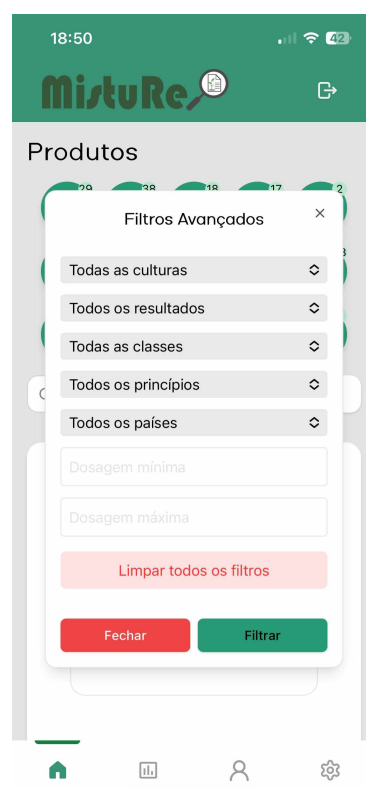 18:50
42
MistuRe
Produtos
29 38 18 17 2
Filtros Avançados
Todas as culturas
Todos os resultados
Todas as classes
Todos os princípios
Todos os países
Dosagem mínima
Dosagem máxima
Limpar todos os filtros
Fechar
Filtrar